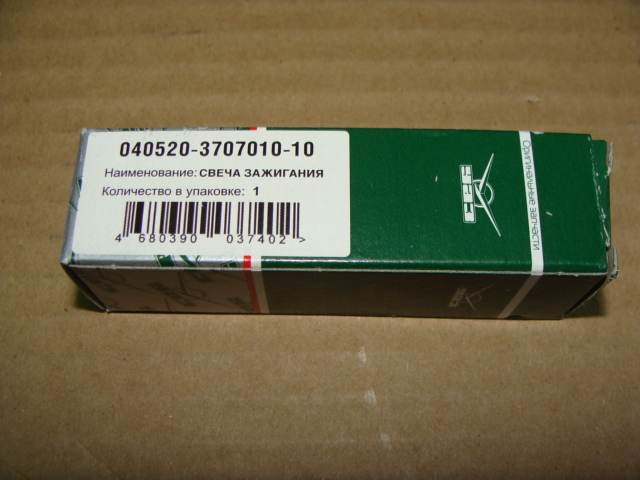 040520-3707010-10
Наименование: СВЕЧА ЗАЖИГАНИЯ
Количество в упаковке: 1
4 680390 037402 >
УАЗ
Оригинальные запчасти